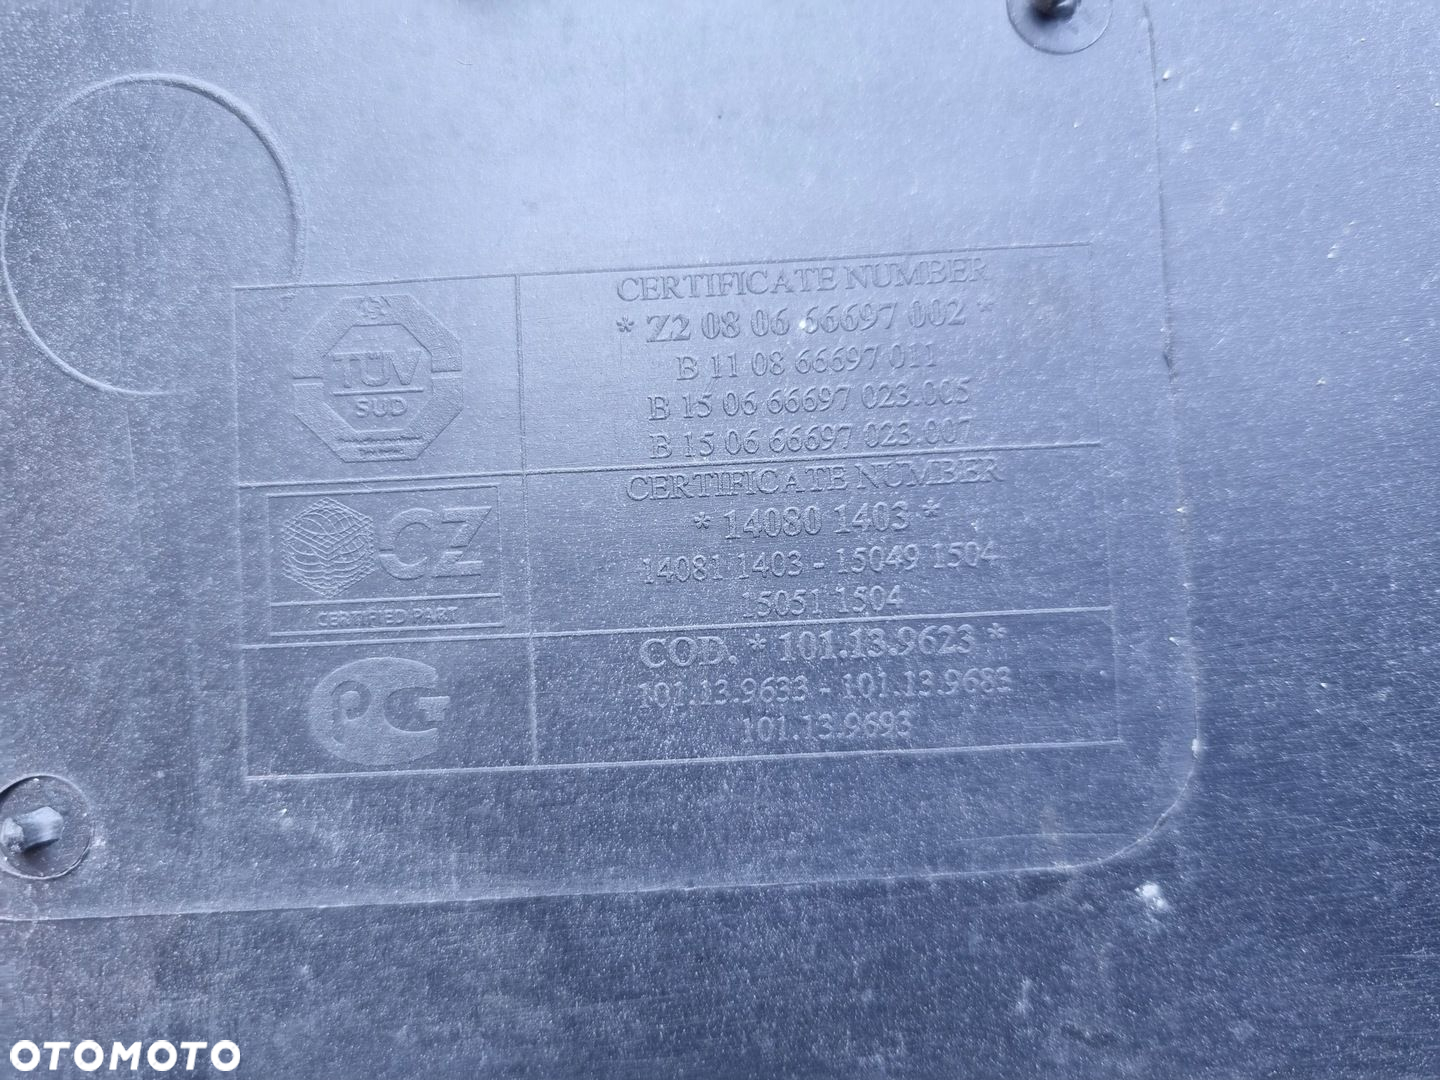 CERTIFICATE NUMBER
* Z2 08 06 66697 002 *
B 11 08 66697 011
B 15 06 66697 023.005
B 15 06 66697 023.007
TÜV
SUD
CERTIFICATE NUMBER
* 14080 1403 *
14081 1403 - 15049 1504
15051 1504
CZ
CERTIFIED PART
COD. * 101.13.9623 *
101.13.9633 - 101.13.9683
101.13.9693
PG
OTOMOTO